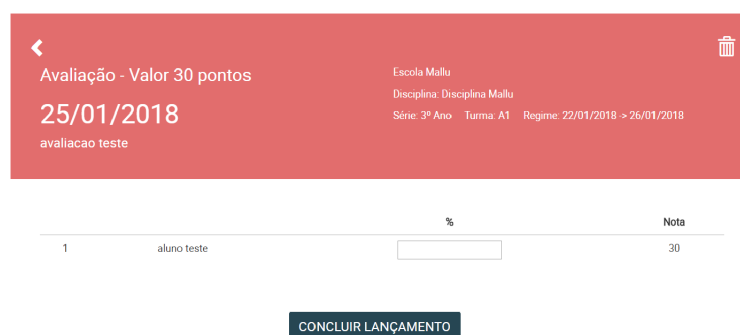 Avaliação - Valor 30 pontos
25/01/2018
avaliacao teste
Escola Mallu
Disciplina: Disciplina Mallu
Série: 3º Ano Turma: A1 Regime: 22/01/2018 -> 26/01/2018
% Nota
1 aluno teste 30
CONCLUIR LANÇAMENTO